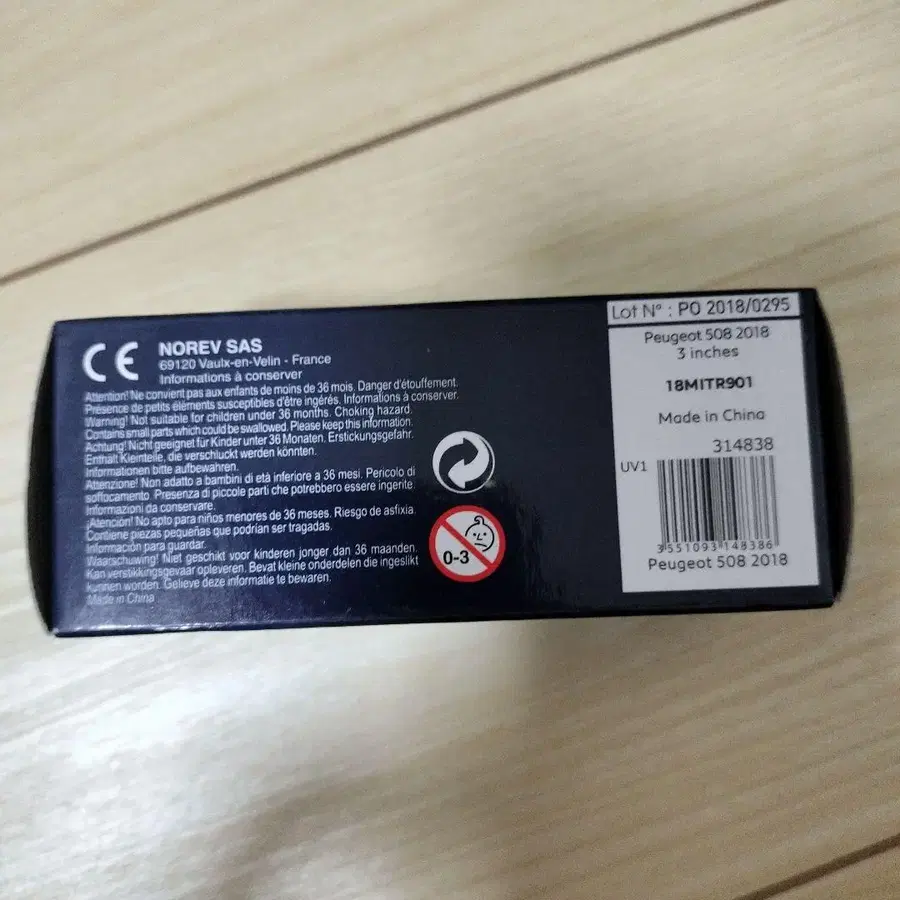 CE
NOREV SAS
69120 Vaulx-en-Velin - France
Informations à conserver
Attention! Ne convient pas aux enfants de moins de 36 mois. Danger d'étouffement.
Présence de petits éléments susceptibles d'être ingérés. Informations à conserver.
Warning! Not suitable for children under 36 months. Choking hazard.
Contains small parts which could be swallowed. Please keep this information.
Achtung! Nicht geeignet für Kinder unter 36 Monaten. Erstickungsgefahr.
Enthält Kleinteile, die verschluckt werden könnten.
Informationen bitte aufbewahren.
Attenzione! Non adatto a bambini di età inferiore a 36 mesi. Pericolo di
soffocamento. Presenza di piccole parti che potrebbero essere ingerite.
Informazioni da conservare.
¡Atención! No apto para niños menores de 36 meses. Riesgo de asfixia.
Contiene piezas pequeñas que podrían ser tragadas.
Información para guardar.
Waarschuwing! Niet geschikt voor kinderen jonger dan 36 maanden.
Kan verstikkingsgevaar opleveren. Bevat kleine onderdelen die ingeslikt
kunnen worden. Gelieve deze informatie te bewaren.
Made in China
0-3
Lot N° : PO 2018/0295
Peugeot 508 2018
3 inches
18MITR901
Made in China
314838
UV1
3551093148386
Peugeot 508 2018